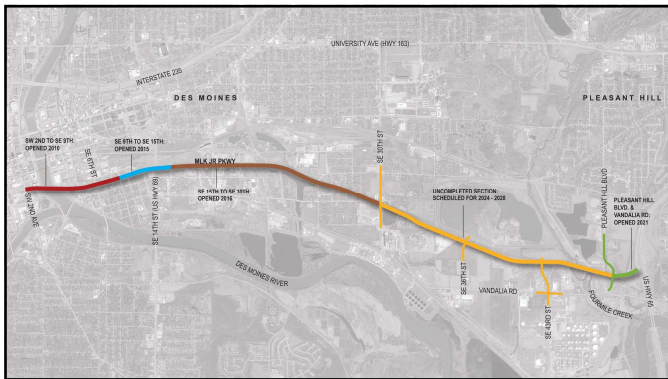 UNIVERSITY AVE (HWY 163)
INTERSTATE 235
DES MOINES
PLEASANT HILL
SW 2ND TO SE 9TH:
OPENED 2010
SE 6TH ST
SE 9TH TO SE 15TH:
OPENED 2015
MLK JR PKWY
SE 15TH TO SE 30TH:
OPENED 2016
SE 30TH ST
UNCOMPLETED SECTION:
SCHEDULED FOR 2024 - 2028
PLEASANT HILL BLVD
PLEASANT HILL
BLVD. &
VANDALIA RD:
OPENED 2021
SW 2ND AVE
SE 14TH ST (US HWY 69)
DES MOINES RIVER
SE 36TH ST
VANDALIA RD
SE 43RD ST
FOURMILE CREEK
US HWY 65